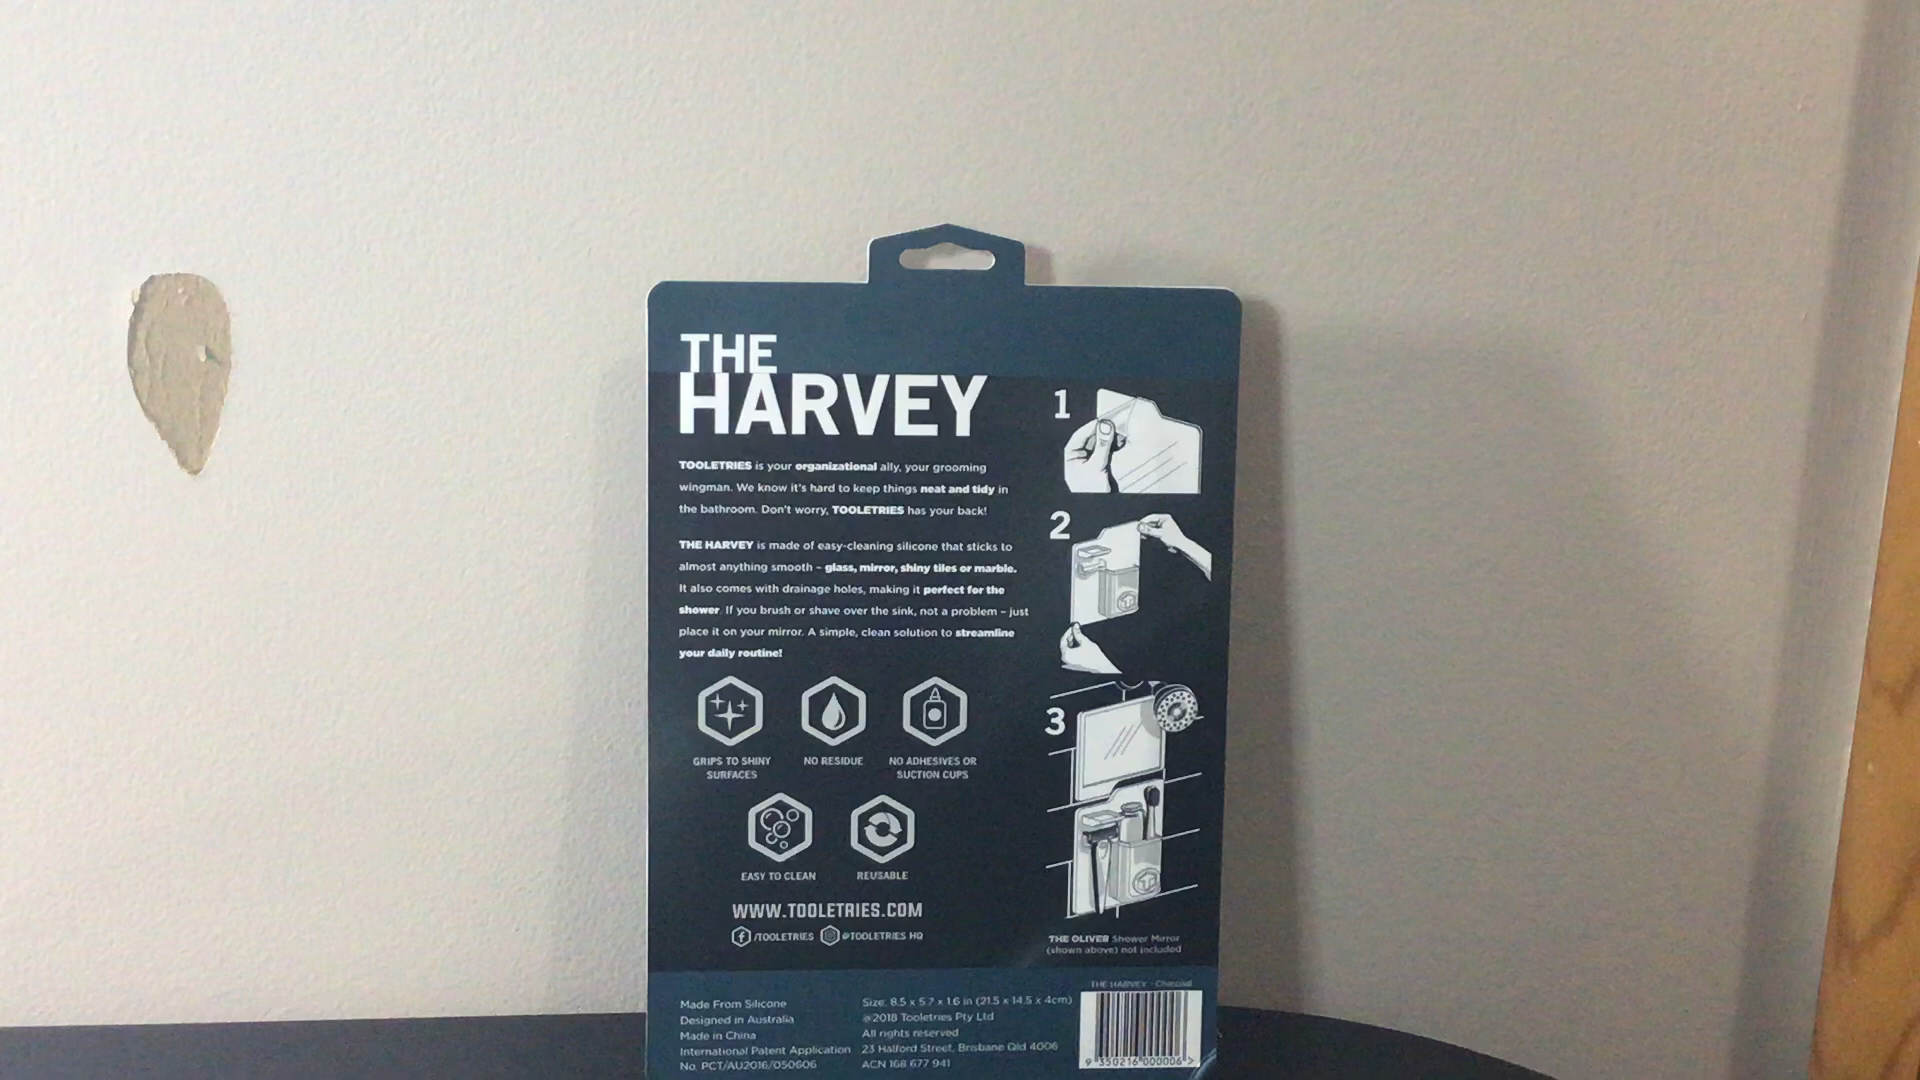 THE
HARVEY
TOOLETRIES is your organizational ally, your grooming
wingman. We know it's hard to keep things neat and tidy in
the bathroom. Don't worry, TOOLETRIES has your back!
THE HARVEY is made of easy-cleaning silicone that sticks to
almost anything smooth – glass, mirror, shiny tiles or marble.
It also comes with drainage holes, making it perfect for the
shower. If you brush or shave over the sink, not a problem – just
place it on your mirror. A simple, clean solution to streamline
your daily routine!
GRIPS TO SHINY
SURFACES
NO RESIDUE
NO ADHESIVES OR
SUCTION CUPS
EASY TO CLEAN
REUSABLE
WWW.TOOLETRIES.COM
/TOOLETRIES @TOOLETRIES HQ
1
2
3
THE OLIVER Shower Mirror
(shown above) not included
Made From Silicone
Designed in Australia
Made in China
International Patent Application
No. PCT/AU2016/050606
Size: 8.5 x 5.7 x 1.6 in (21.5 x 14.5 x 4cm)
©2018 Tooletries Pty Ltd
All rights reserved
23 Halford Street, Brisbane Qld 4006
ACN 168 677 941
THE HARVEY - Charcoal
9 350216 000006 >